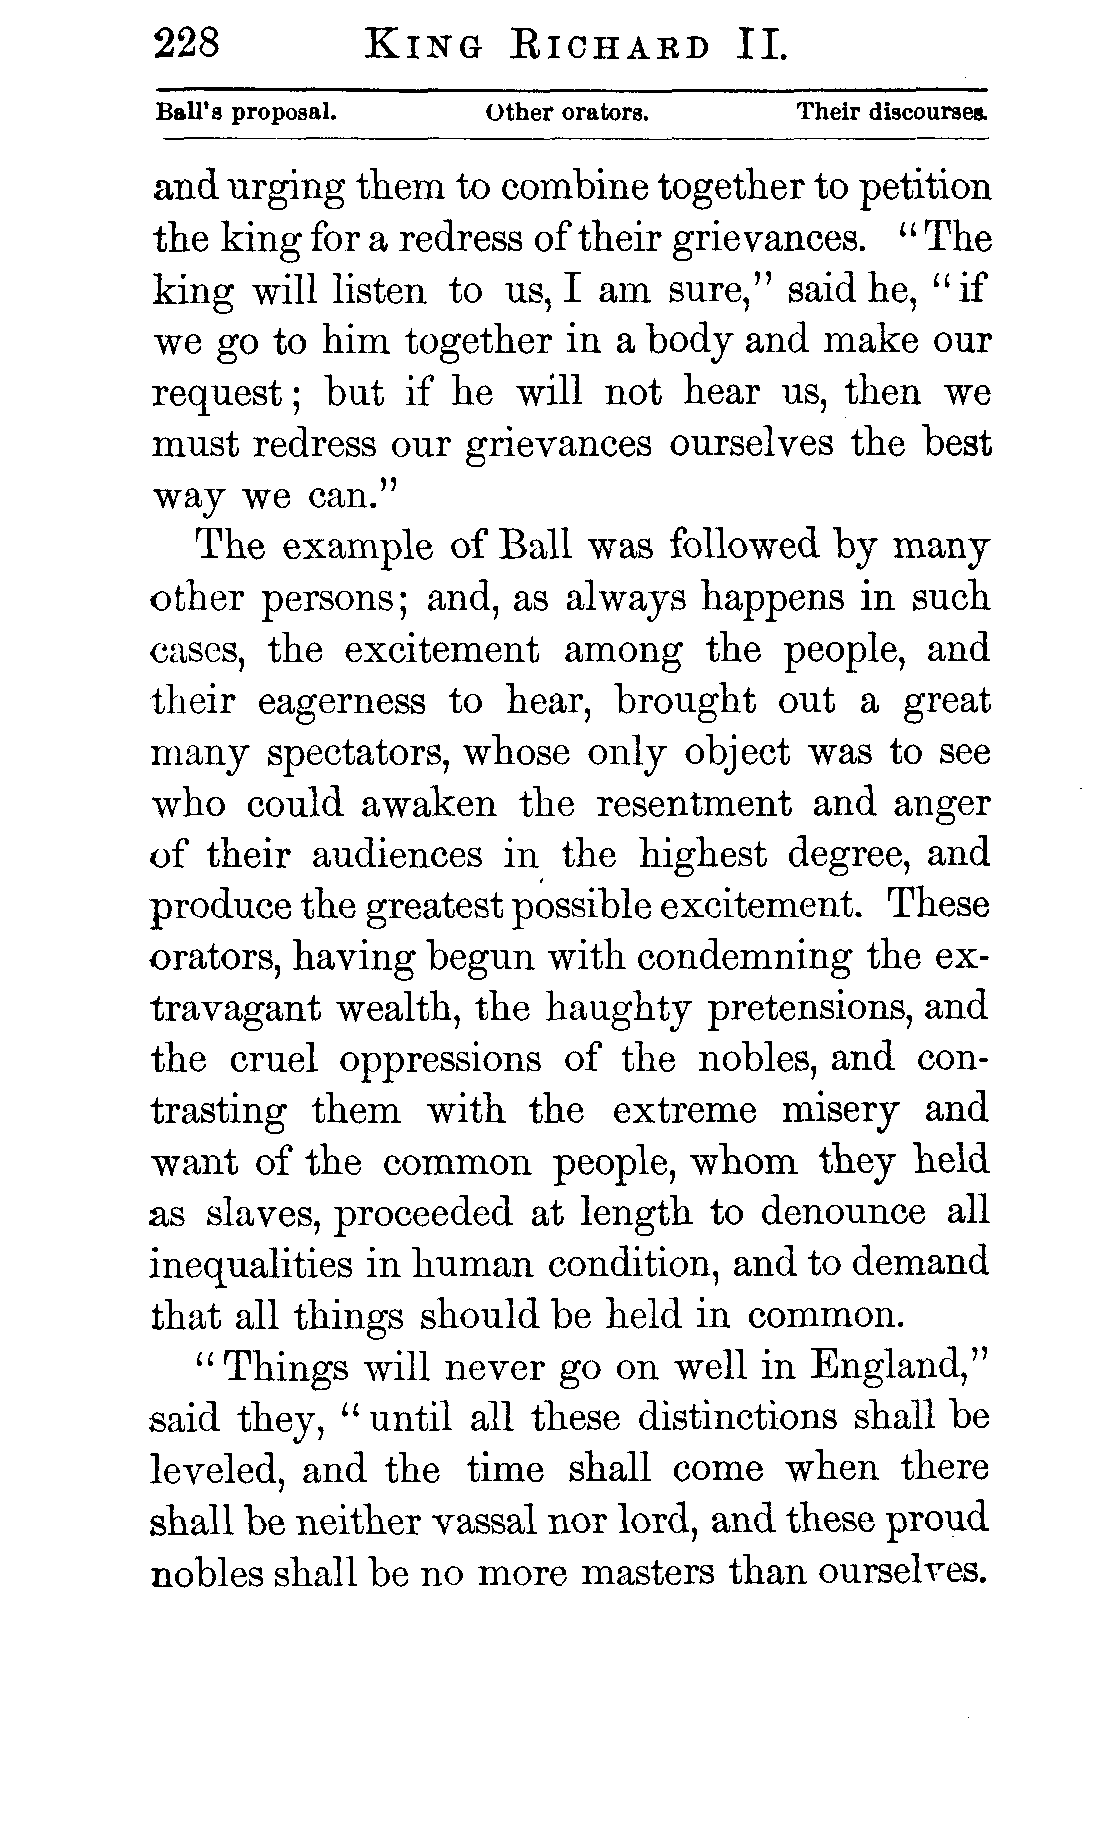 228 KING RICHARD II.
Ball's proposal. Other orators. Their discourses.
and urging them to combine together to petition
the king for a redress of their grievances. "The
king will listen to us, I am sure," said he, "if
we go to him together in a body and make our
request; but if he will not hear us, then we
must redress our grievances ourselves the best
way we can."
The example of Ball was followed by many
other persons; and, as always happens in such
cases, the excitement among the people, and
their eagerness to hear, brought out a great
many spectators, whose only object was to see
who could awaken the resentment and anger
of their audiences in the highest degree, and
produce the greatest possible excitement. These
orators, having begun with condemning the ex-
travagant wealth, the haughty pretensions, and
the cruel oppressions of the nobles, and con-
trasting them with the extreme misery and
want of the common people, whom they held
as slaves, proceeded at length to denounce all
inequalities in human condition, and to demand
that all things should be held in common.
"Things will never go on well in England,"
said they, "until all these distinctions shall be
leveled, and the time shall come when there
shall be neither vassal nor lord, and these proud
nobles shall be no more masters than ourselves.